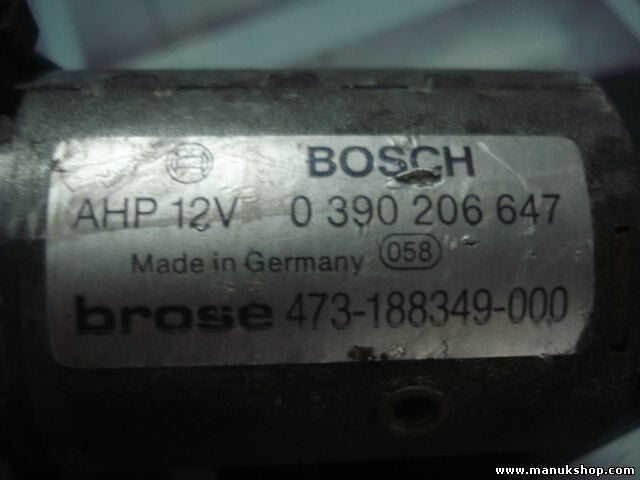 BOSCH
AHP 12V 0 390 206 647
Made in Germany 058
brose 473-188349-000
www.manukshop.com